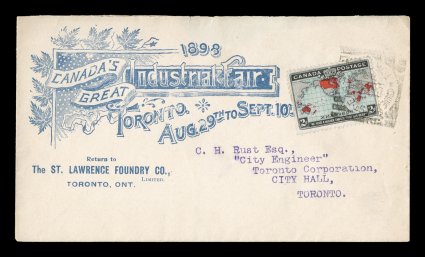 1898
CANADA'S
GREAT
Industrial Fair
TORONTO.
AUG. 29TH TO SEPT. 10TH
CANADA POSTAGE
2¢ 2¢
Return to
The ST. LAWRENCE FOUNDRY CO.,
LIMITED.
TORONTO, ONT.
C. H. Rust Esq.,
"City Engineer"
Toronto Corporation,
CITY HALL,
TORONTO.